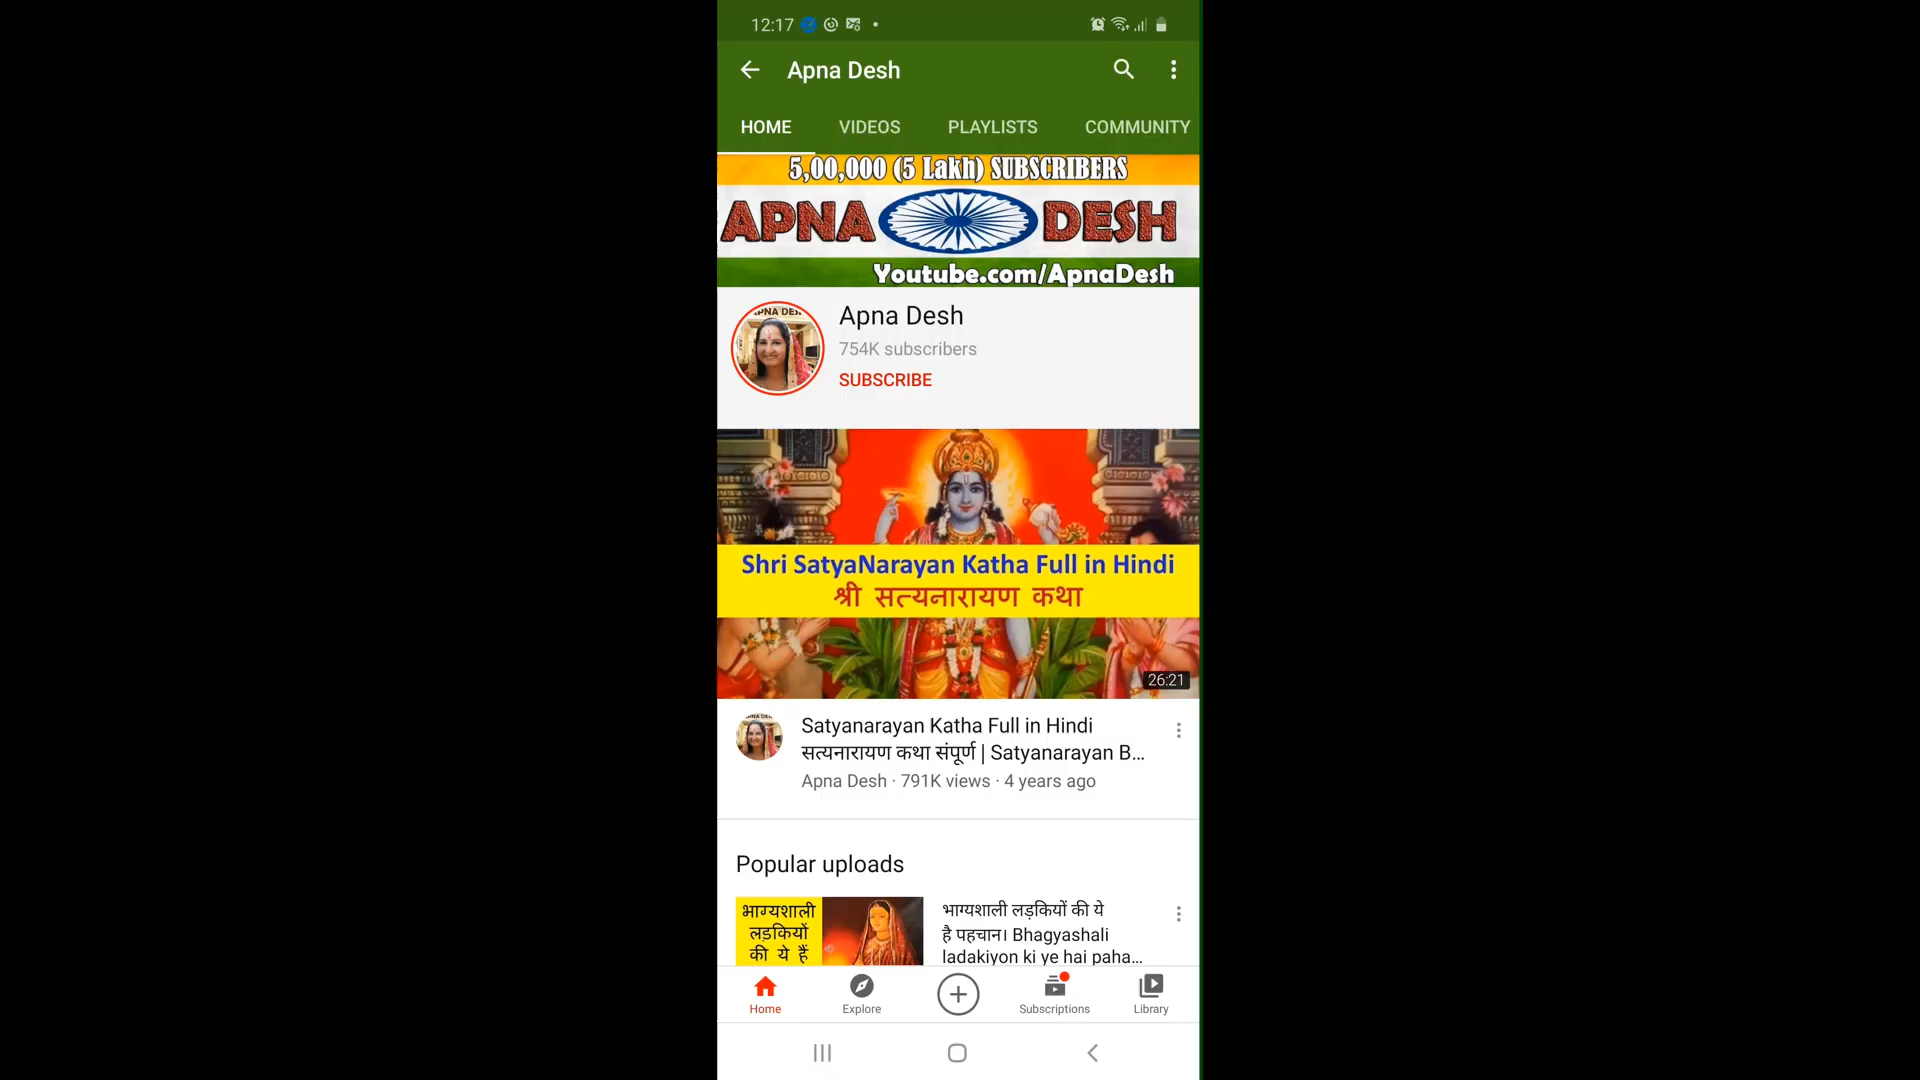 12:17
Apna Desh
HOME VIDEOS PLAYLISTS COMMUNITY
5,00,000 (5 Lakh) SUBSCRIBERS
APNA DESH
Youtube.com/ApnaDesh
APNA DESH
Apna Desh
754K subscribers
SUBSCRIBE
Shri SatyaNarayan Katha Full in Hindi
श्री सत्यनारायण कथा
26:21
Satyanarayan Katha Full in Hindi
सत्यनारायण कथा संपूर्ण | Satyanarayan B...
Apna Desh · 791K views · 4 years ago
Popular uploads
भाग्यशाली
लड़कियों
की ये हैं
भाग्यशाली लड़कियों की ये
है पहचान। Bhagyashali
ladakiyon ki ye hai paha...
Home Explore Subscriptions Library